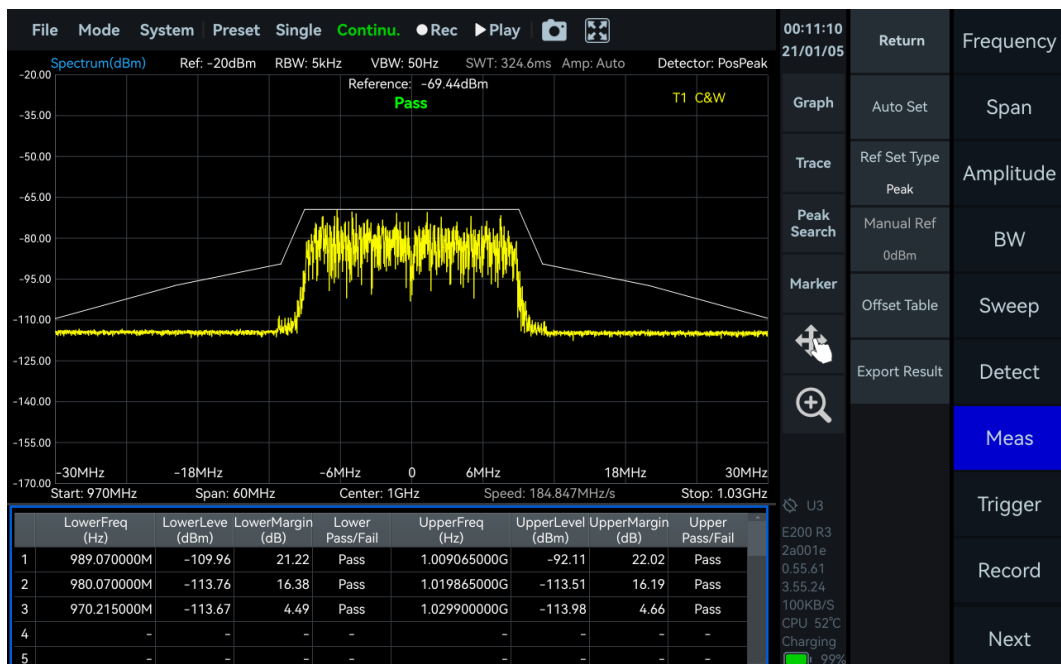 File Mode System Preset Single Continu. Rec Play
Spectrum(dBm) Ref: -20dBm RBW: 5kHz VBW: 50Hz SWT: 324.6ms Amp: Auto Detector: PosPeak
Reference: -69.44dBm
Pass
T1 C&W
-20.00
-35.00
-50.00
-65.00
-80.00
-95.00
-110.00
-125.00
-140.00
-155.00
-170.00
-30MHz -18MHz -6MHz 0 6MHz 18MHz 30MHz
Start: 970MHz Span: 60MHz Center: 1GHz Speed: 184.847MHz/s Stop: 1.03GHz
LowerFreq (Hz) LowerLeve (dBm) LowerMargin (dB) Lower Pass/Fail UpperFreq (Hz) UpperLevel (dBm) UpperMargin (dB) Upper Pass/Fail
1 989.070000M -109.96 21.22 Pass 1.009065000G -92.11 22.02 Pass
2 980.070000M -113.76 16.38 Pass 1.019865000G -113.51 16.19 Pass
3 970.215000M -113.67 4.49 Pass 1.029900000G -113.98 4.66 Pass
4 - - - - - - - -
5 - - - - - - - -
00:11:10
21/01/05
Graph
Trace
Peak
Search
Marker
U3
E200 R3
2a001e
0.55.61
3.55.24
100KB/S
CPU 52℃
Charging
99%
Return
Auto Set
Ref Set Type
Peak
Manual Ref
0dBm
Offset Table
Export Result
Frequency
Span
Amplitude
BW
Sweep
Detect
Meas
Trigger
Record
Next